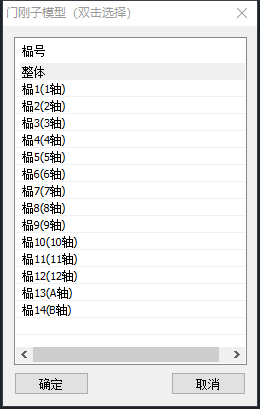 门刚子模型（双击选择）
榀号
整体
榀1(1轴)
榀2(2轴)
榀3(3轴)
榀4(4轴)
榀5(5轴)
榀6(6轴)
榀7(7轴)
榀8(8轴)
榀9(9轴)
榀10(10轴)
榀11(11轴)
榀12(12轴)
榀13(A轴)
榀14(B轴)
确定 取消